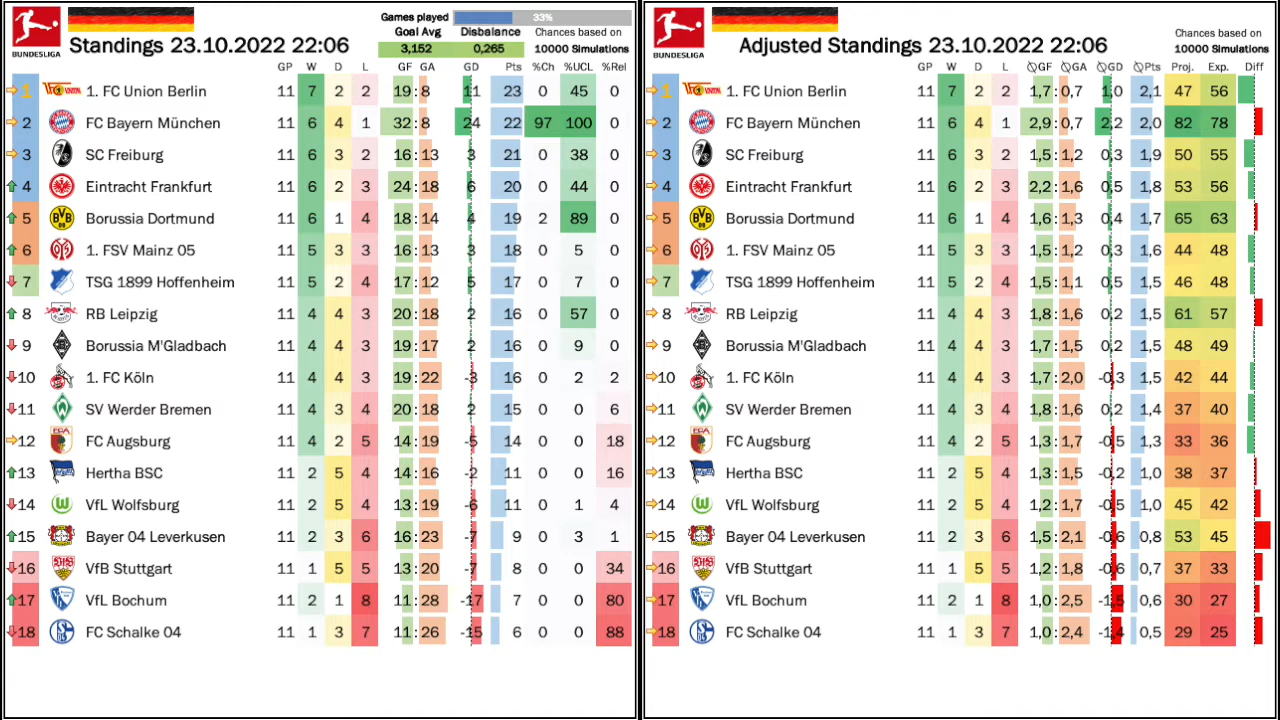 Games played 33%
Goal Avg Disbalance
3,152 0,265
Chances based on
10000 Simulations
BUNDESLIGA
Standings 23.10.2022 22:06
GP W D L GF GA GD Pts %Ch %UCL %Rel
1 1. FC Union Berlin 11 7 2 2 19:8 11 23 0 45 0
2 FC Bayern München 11 6 4 1 32:8 24 22 97 100 0
3 SC Freiburg 11 6 3 2 16:13 3 21 0 38 0
4 Eintracht Frankfurt 11 6 2 3 24:18 6 20 0 44 0
5 Borussia Dortmund 11 6 1 4 18:14 4 19 2 89 0
6 1. FSV Mainz 05 11 5 3 3 16:13 3 18 0 5 0
7 TSG 1899 Hoffenheim 11 5 2 4 17:12 5 17 0 7 0
8 RB Leipzig 11 4 4 3 20:18 2 16 0 57 0
9 Borussia M'Gladbach 11 4 4 3 19:17 2 16 0 9 0
10 1. FC Köln 11 4 4 3 19:22 -3 16 0 2 2
11 SV Werder Bremen 11 4 3 4 20:18 2 15 0 0 6
12 FC Augsburg 11 4 2 5 14:19 -5 14 0 0 18
13 Hertha BSC 11 2 5 4 14:16 -2 11 0 0 16
14 VfL Wolfsburg 11 2 5 4 13:19 -6 11 0 1 4
15 Bayer 04 Leverkusen 11 2 3 6 16:23 -7 9 0 3 1
16 VfB Stuttgart 11 1 5 5 13:20 -7 8 0 0 34
17 VfL Bochum 11 2 1 8 11:28 -17 7 0 0 80
18 FC Schalke 04 11 1 3 7 11:26 -15 6 0 0 88
BUNDESLIGA
Adjusted Standings 23.10.2022 22:06
Chances based on
10000 Simulations
GP W D L ∅GF ∅GA ∅GD ∅Pts Proj. Exp. Diff
1 1. FC Union Berlin 11 7 2 2 1,7:0,7 1,0 2,1 47 56
2 FC Bayern München 11 6 4 1 2,9:0,7 2,2 2,0 82 78
3 SC Freiburg 11 6 3 2 1,5:1,2 0,3 1,9 50 55
4 Eintracht Frankfurt 11 6 2 3 2,2:1,6 0,5 1,8 53 56
5 Borussia Dortmund 11 6 1 4 1,6:1,3 0,4 1,7 65 63
6 1. FSV Mainz 05 11 5 3 3 1,5:1,2 0,3 1,6 44 48
7 TSG 1899 Hoffenheim 11 5 2 4 1,5:1,1 0,5 1,5 46 48
8 RB Leipzig 11 4 4 3 1,8:1,6 0,2 1,5 61 57
9 Borussia M'Gladbach 11 4 4 3 1,7:1,5 0,2 1,5 48 49
10 1. FC Köln 11 4 4 3 1,7:2,0 -0,3 1,5 42 44
11 SV Werder Bremen 11 4 3 4 1,8:1,6 0,2 1,4 37 40
12 FC Augsburg 11 4 2 5 1,3:1,7 -0,5 1,3 33 36
13 Hertha BSC 11 2 5 4 1,3:1,5 -0,2 1,0 38 37
14 VfL Wolfsburg 11 2 5 4 1,2:1,7 -0,5 1,0 45 42
15 Bayer 04 Leverkusen 11 2 3 6 1,5:2,1 -0,6 0,8 53 45
16 VfB Stuttgart 11 1 5 5 1,2:1,8 -0,6 0,7 37 33
17 VfL Bochum 11 2 1 8 1,0:2,5 -1,5 0,6 30 27
18 FC Schalke 04 11 1 3 7 1,0:2,4 -1,4 0,5 29 25